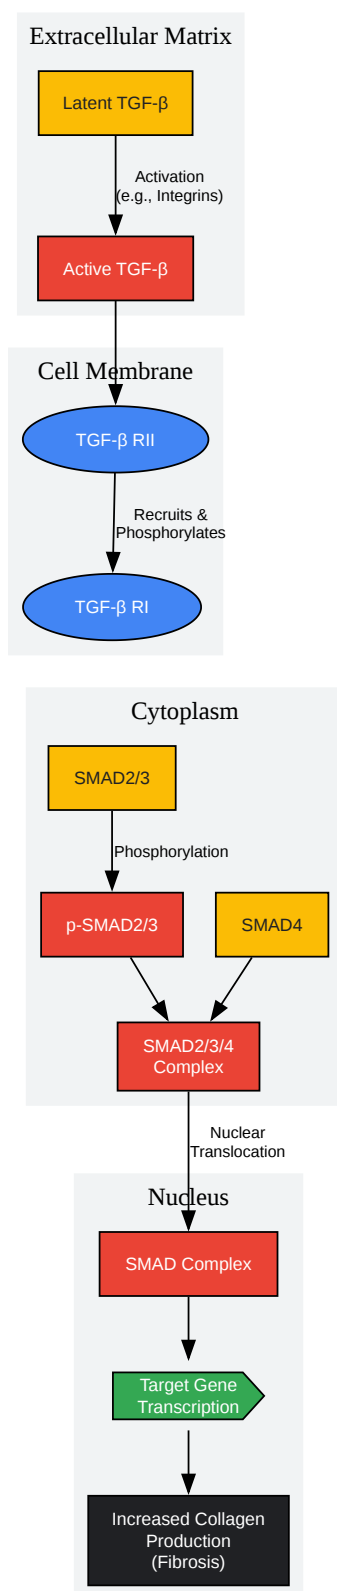 Extracellular Matrix
Latent TGF-β
Activation
(e.g., Integrins)
Active TGF-β
Cell Membrane
TGF-β RII
Recruits &
Phosphorylates
TGF-β RI
Cytoplasm
SMAD2/3
Phosphorylation
p-SMAD2/3
SMAD4
SMAD2/3/4
Complex
Nuclear
Translocation
Nucleus
SMAD Complex
Target Gene
Transcription
Increased Collagen
Production
(Fibrosis)